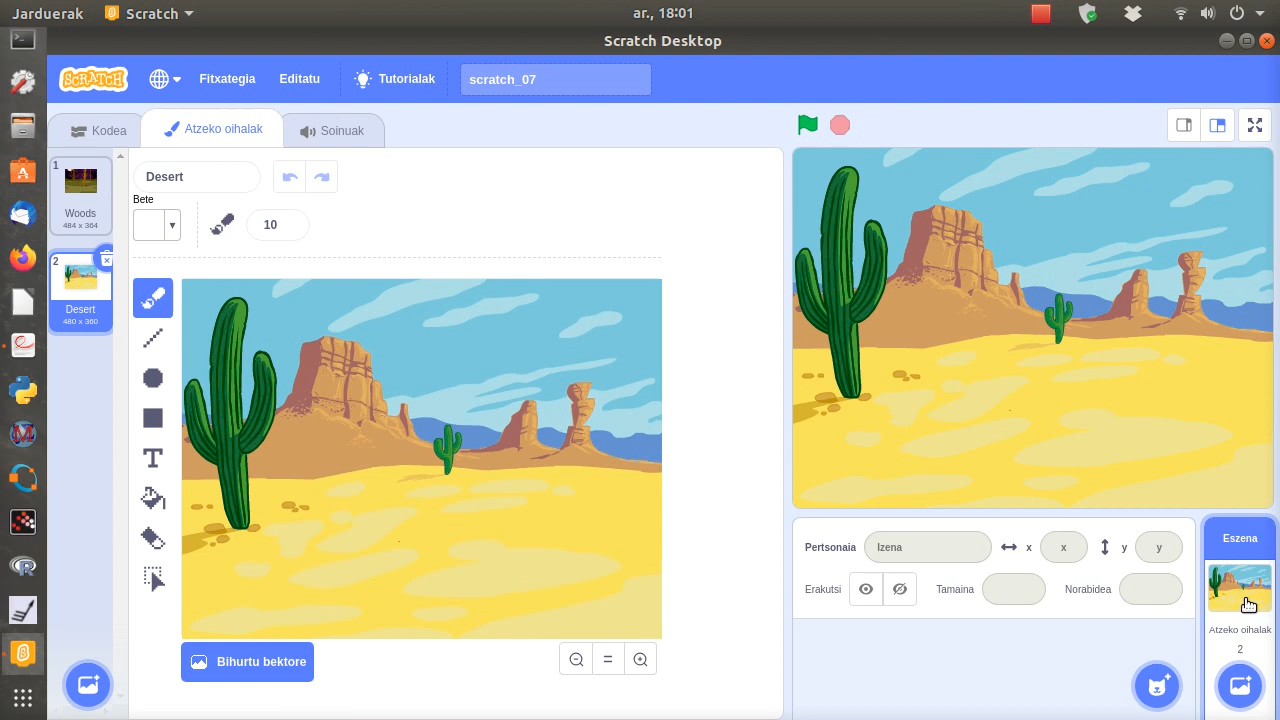 Jarduerak
Scratch
ar., 18:01
Scratch Desktop
SCRATCH
Fitxategia
Editatu
Tutorialak
scratch_07
Kodea
Atzeko oihalak
Soinuak
1
Woods
484 x 364
2
Desert
480 x 360
Desert
Bete
10
Bihurtu bektore
Pertsonaia
Izena
x
x
y
y
Erakutsi
Tamaina
Norabidea
Eszena
Atzeko oihalak
2